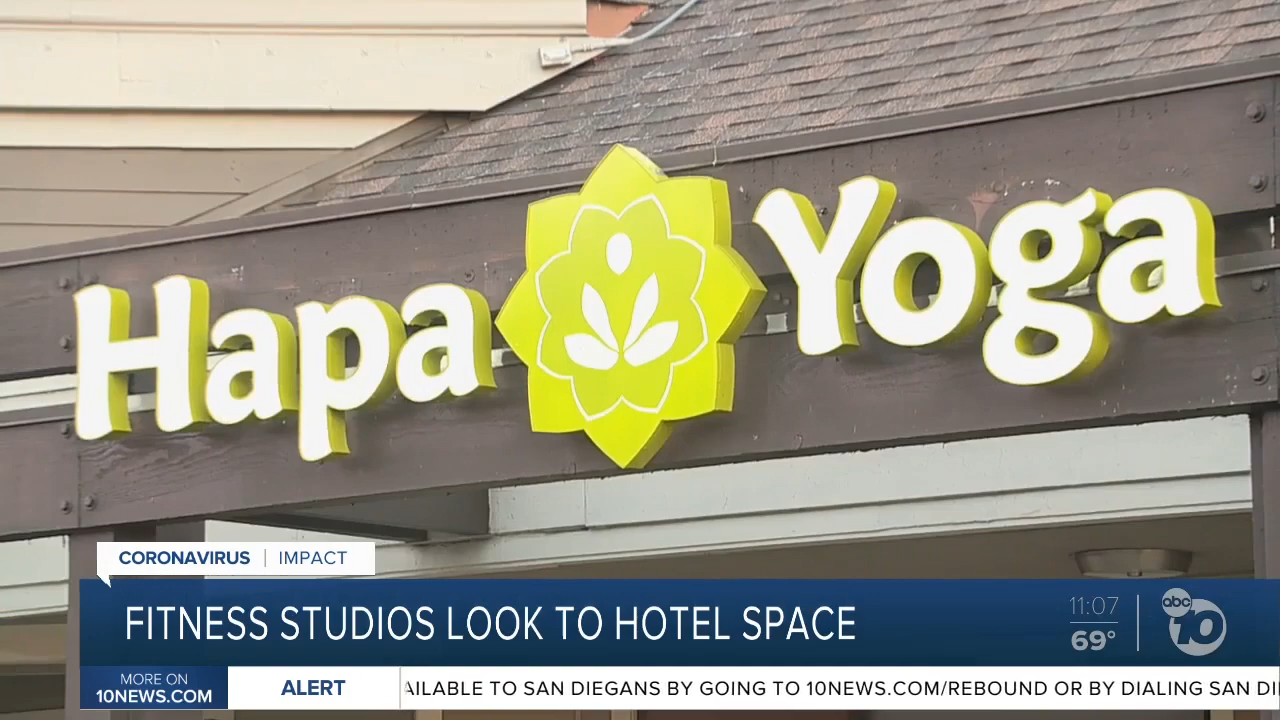 Hapa Yoga
CORONAVIRUS | IMPACT
FITNESS STUDIOS LOOK TO HOTEL SPACE
11:07
69°
abc
10
MORE ON
10NEWS.COM
ALERT
AILABLE TO SAN DIEGANS BY GOING TO 10NEWS.COM/REBOUND OR BY DIALING SAN DI